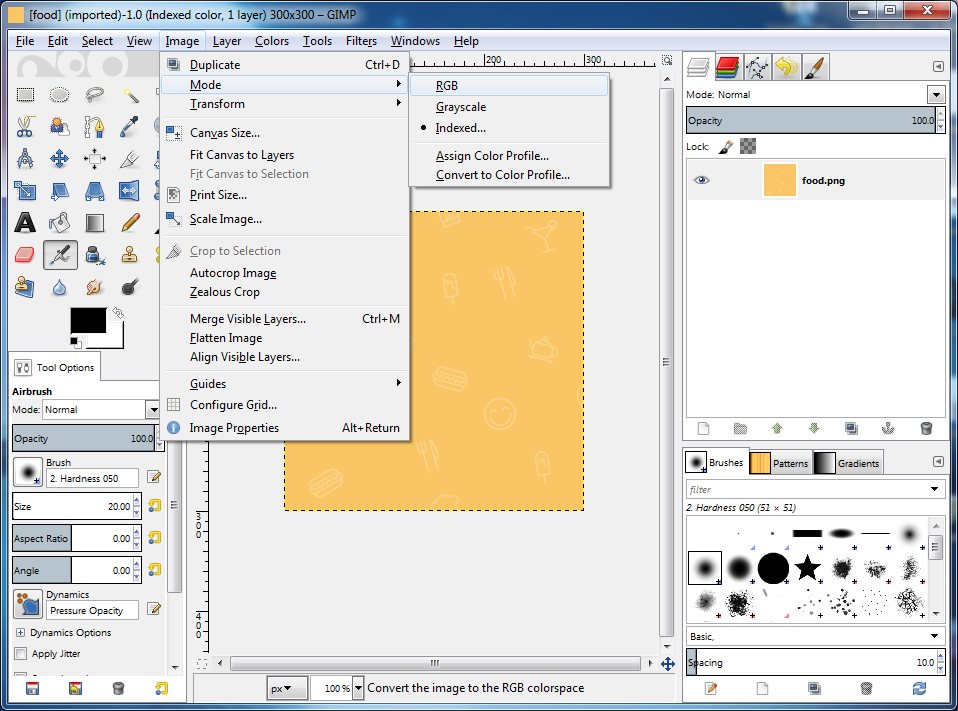 [food] (imported)-1.0 (Indexed color, 1 layer) 300x300 – GIMP
File Edit Select View Image Layer Colors Tools Filters Windows Help
Duplicate Ctrl+D
Mode
Transform
Canvas Size...
Fit Canvas to Layers
Fit Canvas to Selection
Print Size...
Scale Image...
Crop to Selection
Autocrop Image
Zealous Crop
Merge Visible Layers... Ctrl+M
Flatten Image
Align Visible Layers...
Guides
Configure Grid...
Image Properties Alt+Return
RGB
Grayscale
Indexed...
Assign Color Profile...
Convert to Color Profile...
200 300
300
400
Tool Options
Airbrush
Mode: Normal
Opacity 100.0
Brush
2. Hardness 050
Size 20.00
Aspect Ratio 0.00
Angle 0.00
Dynamics
Pressure Opacity
Dynamics Options
Apply Jitter
px 100 % Convert the image to the RGB colorspace
Mode: Normal
Opacity 100.0
Lock:
food.png
Brushes Patterns Gradients
filter
2. Hardness 050 (51 × 51)
Basic,
Spacing 10.0